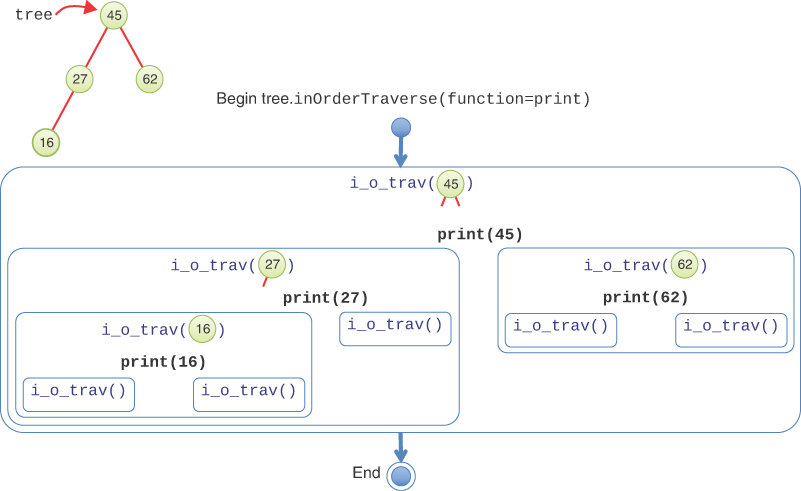 tree
45
27
62
16
Begin tree.inOrderTraverse(function=print)
i_o_trav(45)
print(45)
i_o_trav(27)
i_o_trav(62)
print(27)
print(62)
i_o_trav(16)
i_o_trav()
i_o_trav()
i_o_trav()
print(16)
i_o_trav()
i_o_trav()
End